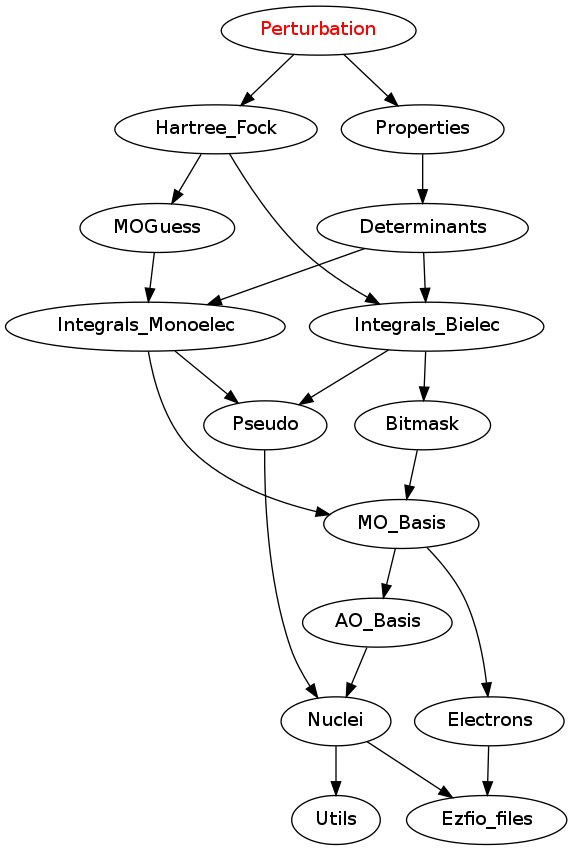 Perturbation
Hartree_Fock
Properties
MOGuess
Determinants
Integrals_Monoelec
Integrals_Bielec
Pseudo
Bitmask
MO_Basis
AO_Basis
Nuclei
Electrons
Utils
Ezfio_files